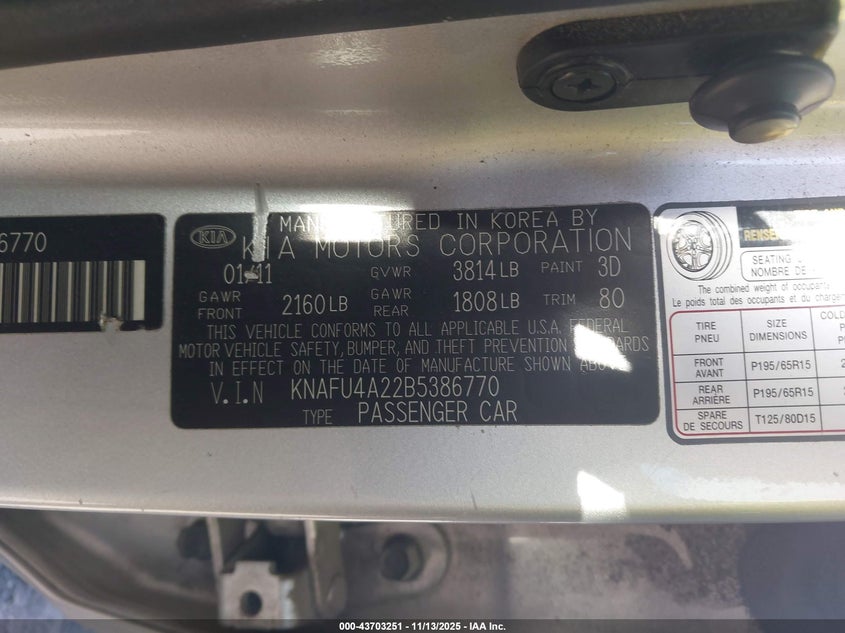 6770
KIA
MANUFACTURED IN KOREA BY
KIA MOTORS CORPORATION
01/11 GVWR 3814LB PAINT 3D
GAWR FRONT 2160LB GAWR REAR 1808LB TRIM 80
THIS VEHICLE CONFORMS TO ALL APPLICABLE U.S.A. FEDERAL
MOTOR VEHICLE SAFETY, BUMPER, AND THEFT PREVENTION STANDARDS
IN EFFECT ON THE DATE OF MANUFACTURE SHOWN ABOVE
V.I.N KNAFU4A22B5386770
TYPE PASSENGER CAR
SEATING
NOMBRE DE
The combined weight of
Le poids total des occupants et du
TIRE PNEU SIZE DIMENSIONS COLD
FRONT AVANT P195/65R15
REAR ARRIÈRE P195/65R15
SPARE DE SECOURS T125/80D15
000-43703251 | 11/13/2025 | IAA Inc.